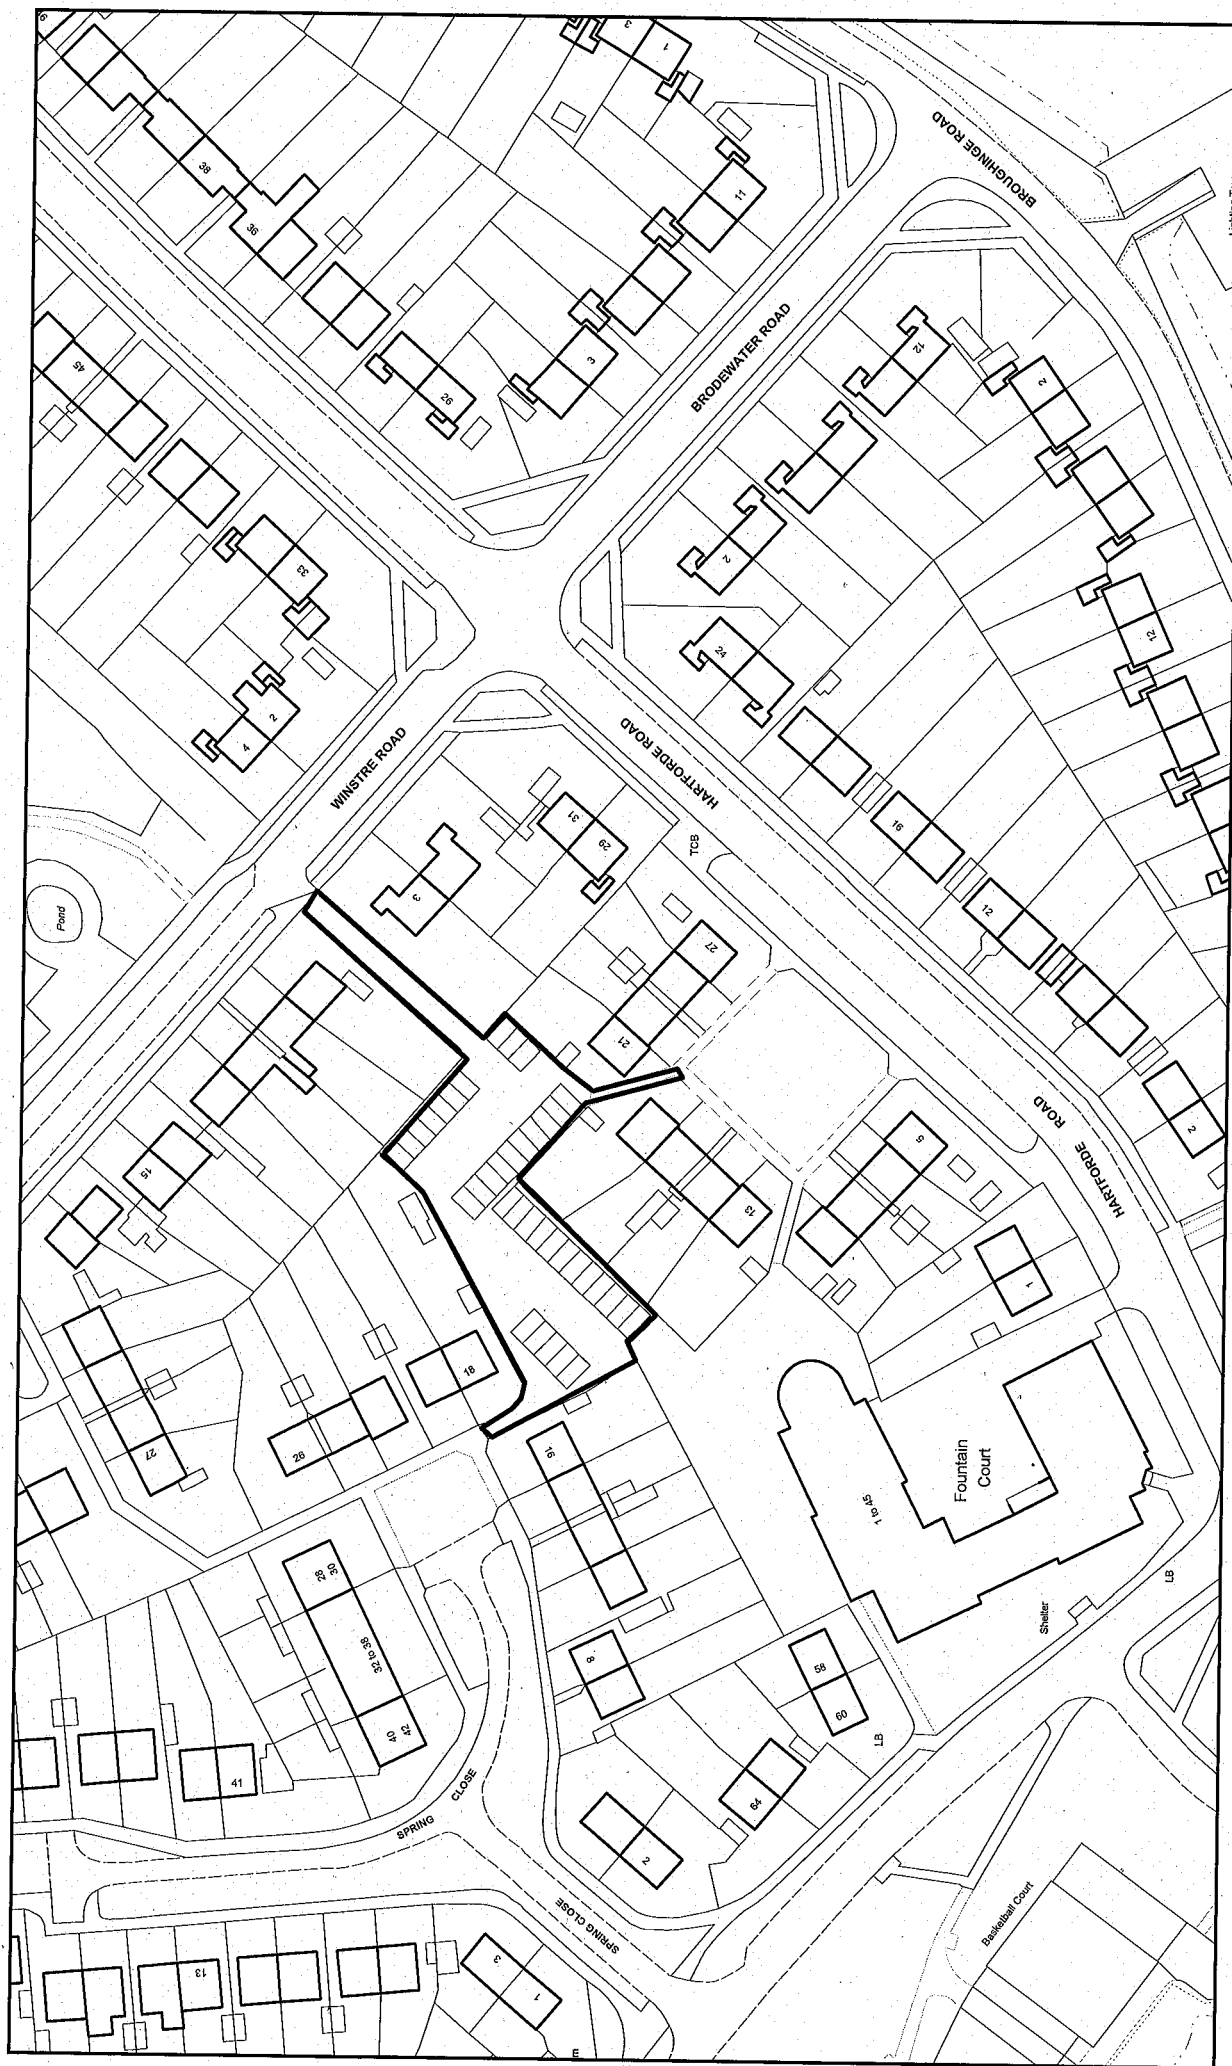 3
1
38
36
11
BROUGHINGE ROAD
45
26
3
BRODEWATER ROAD
12
2
33
2
2
4
24
12
WINSTRE ROAD
HARTFORDE ROAD
31
29
16
3
TCB
Pond
12
27
21
15
HARTFORDE ROAD
2
5
13
1
18
26
27
16
Fountain
Court
1 to 45
28
30
32 to 38
40
42
8
58
60
LB
LB
Shelter
41
64
2
SPRING CLOSE
SPRING CLOSE
Basketball Court
13
3
1
E